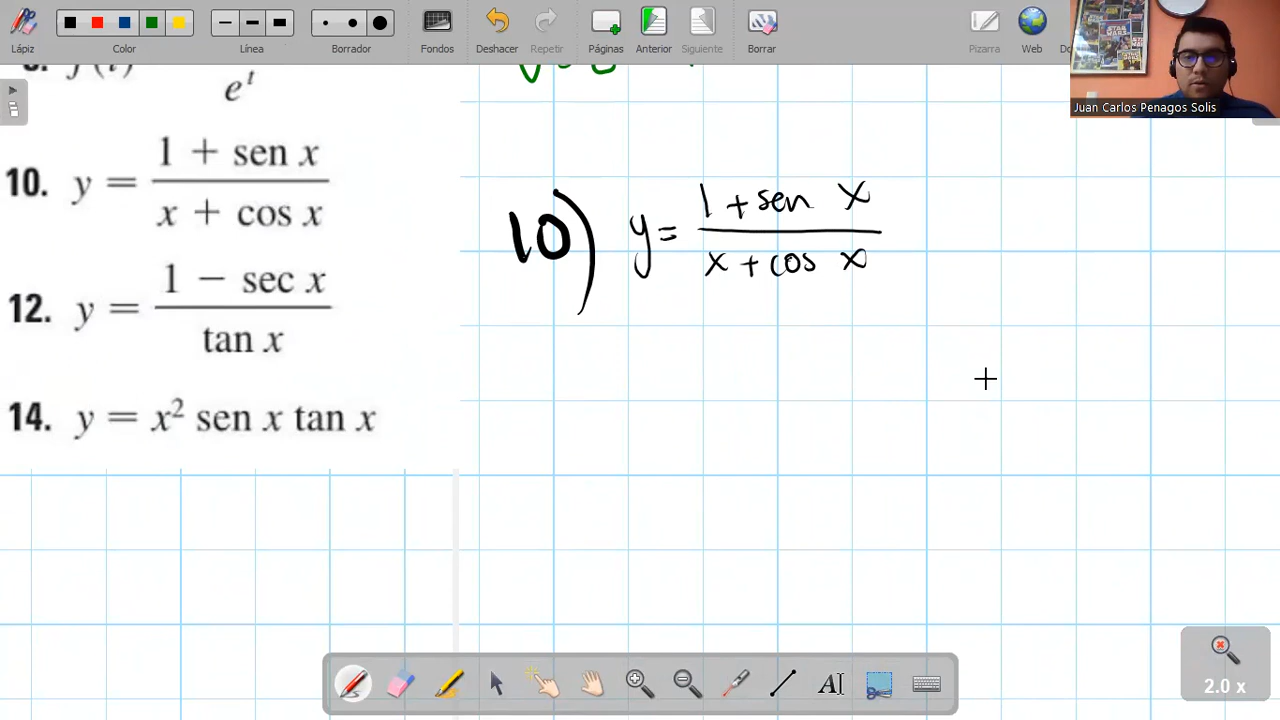 Lápiz Color Línea Borrador Fondos Deshacer Repetir Páginas Anterior Siguiente Borrar Pizarra Web
Juan Carlos Penagos Solis
e^t
10. y = (1 + sen x) / (x + cos x)
12. y = (1 − sec x) / (tan x)
14. y = x² sen x tan x
10) y = (1 + sen x) / (x + cos x)
2.0 x